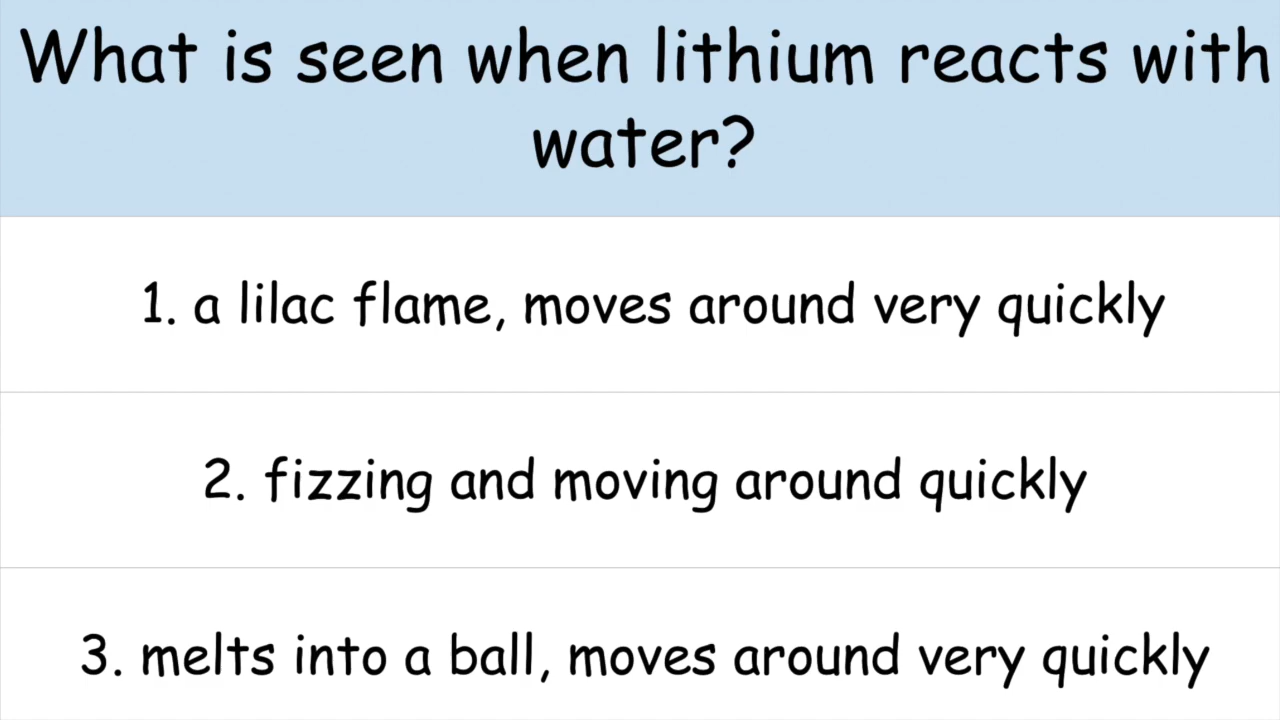 What is seen when lithium reacts with
water?
1. a lilac flame, moves around very quickly
2. fizzing and moving around quickly
3. melts into a ball, moves around very quickly